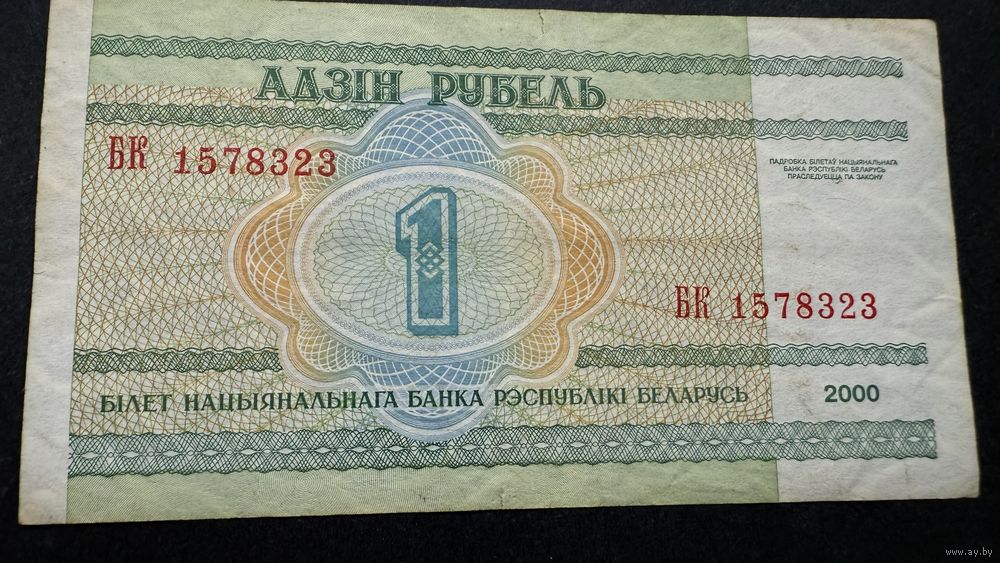 АДЗІН РУБЕЛЬ
БК 1578323
ПАДРОБКА БІЛЕТАЎ НАЦЫЯНАЛЬНАГА
БАНКА РЭСПУБЛІКІ БЕЛАРУСЬ
ПРАСЛЕДУЕЦЦА ПА ЗАКОНУ
1
БК 1578323
БІЛЕТ НАЦЫЯНАЛЬНАГА БАНКА РЭСПУБЛІКІ БЕЛАРУСЬ
2000
www.ay.by